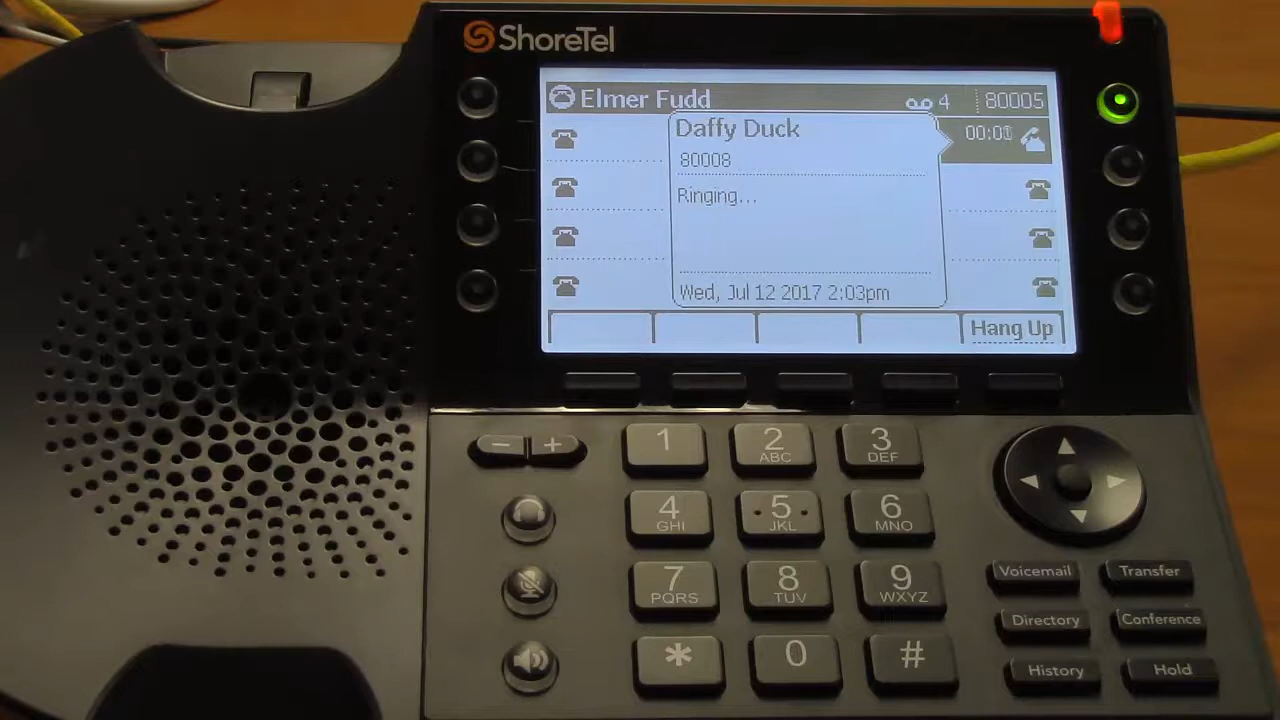 ShoreTel
Elmer Fudd 4 80005
Daffy Duck
80008
Ringing...
Wed, Jul 12 2017 2:03pm
00:01
Hang Up
− +
1
2 ABC
3 DEF
4 GHI
5 JKL
6 MNO
7 PQRS
8 TUV
9 WXYZ
*
0
#
Voicemail
Transfer
Directory
Conference
History
Hold